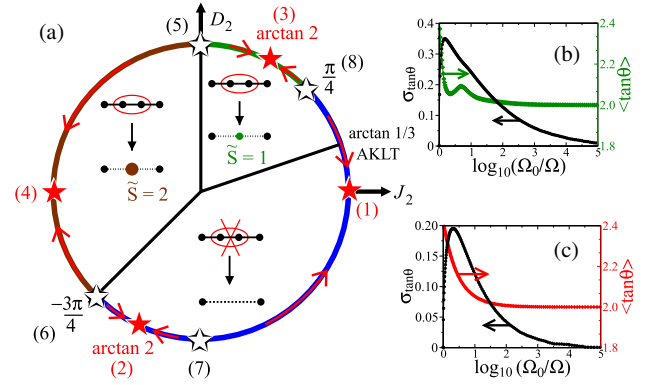 (a)
(5)
D₂
(3)
arctan 2
π/4
(8)
arctan 1/3
AKLT
J₂
(1)
S̃ = 1
S̃ = 2
(4)
−3π/4
(6)
arctan 2
(2)
(7)
(b)
0.4
0.3
0.2
0.1
0
σtanθ
2.4
2.2
2.0
1.8
<tanθ>
0 1 2 3 4 5
log₁₀(Ω₀/Ω)
(c)
0.20
0.15
0.10
0.05
0.00
σtanθ
2.4
2.2
2.0
1.8
<tanθ>
0 1 2 3 4 5
log₁₀(Ω₀/Ω)